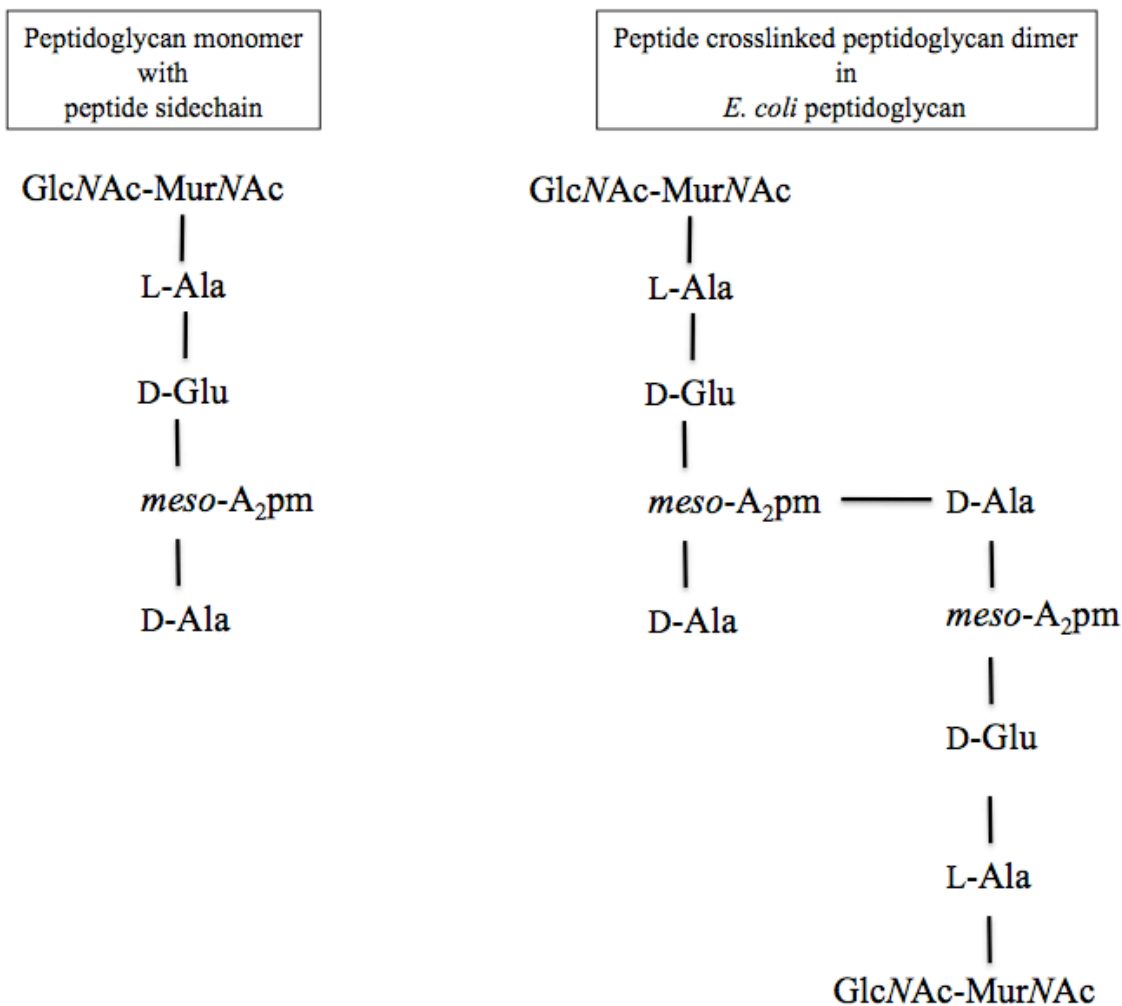 Peptidoglycan monomer
with
peptide sidechain
GlcNAc-MurNAc
L-Ala
D-Glu
meso-A₂pm
D-Ala
Peptide crosslinked peptidoglycan dimer
in
E. coli peptidoglycan
GlcNAc-MurNAc
L-Ala
D-Glu
meso-A₂pm
D-Ala
D-Ala
meso-A₂pm
D-Glu
L-Ala
GlcNAc-MurNAc